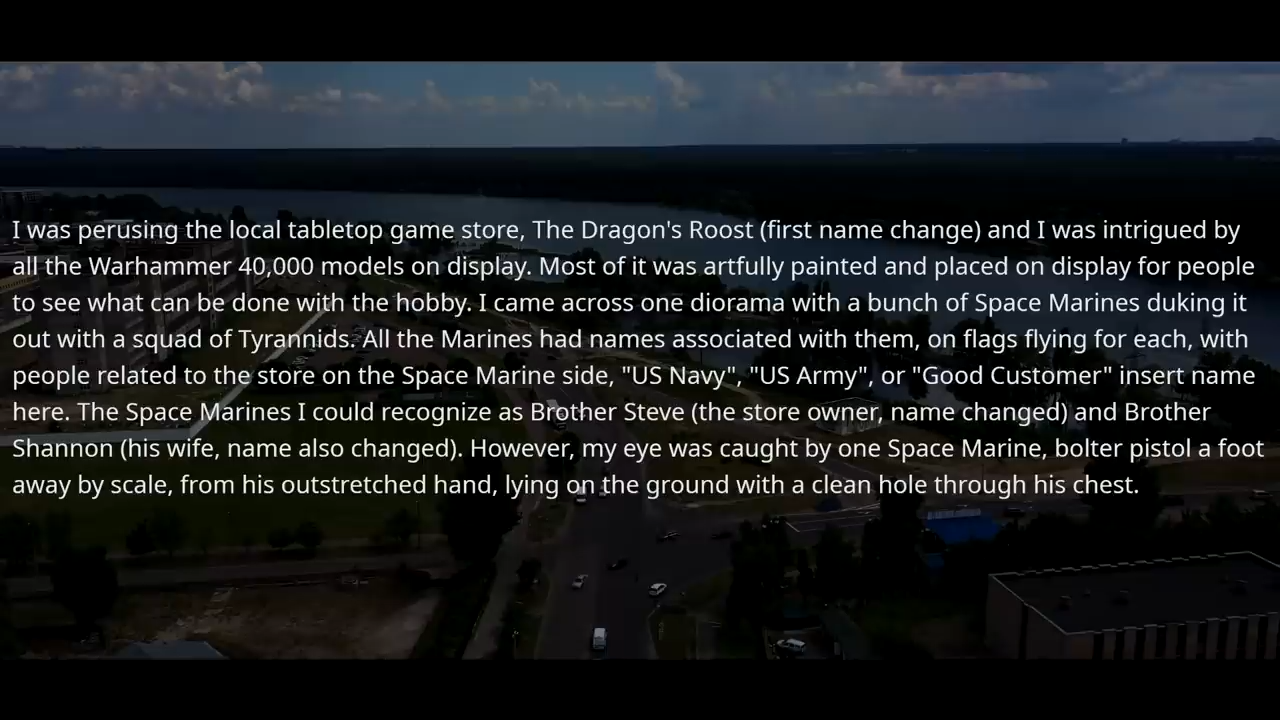 I was perusing the local tabletop game store, The Dragon's Roost (first name change) and I was intrigued by
all the Warhammer 40,000 models on display. Most of it was artfully painted and placed on display for people
to see what can be done with the hobby. I came across one diorama with a bunch of Space Marines duking it
out with a squad of Tyrannids. All the Marines had names associated with them, on flags flying for each, with
people related to the store on the Space Marine side, "US Navy", "US Army", or "Good Customer" insert name
here. The Space Marines I could recognize as Brother Steve (the store owner, name changed) and Brother
Shannon (his wife, name also changed). However, my eye was caught by one Space Marine, bolter pistol a foot
away by scale, from his outstretched hand, lying on the ground with a clean hole through his chest.